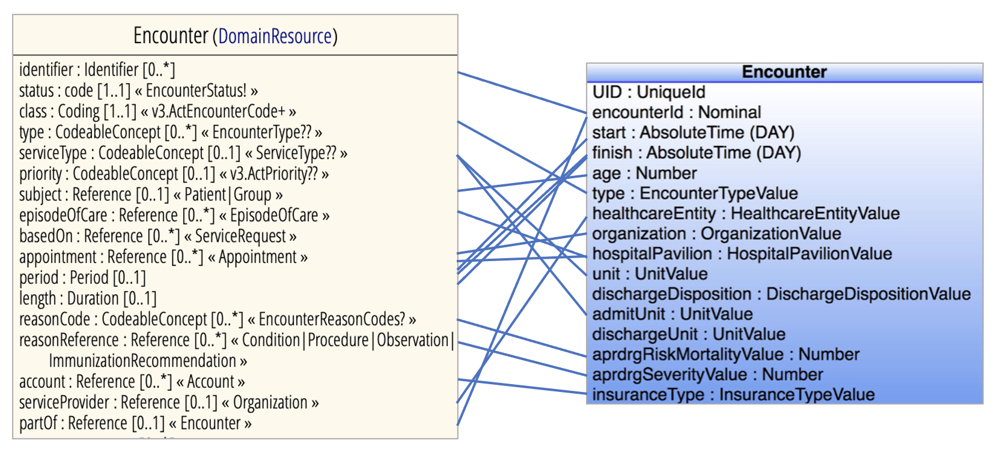 Encounter (DomainResource)
identifier : Identifier [0..*]
status : code [1..1] « EncounterStatus! »
class : Coding [1..1] « v3.ActEncounterCode+ »
type : CodeableConcept [0..*] « EncounterType?? »
serviceType : CodeableConcept [0..1] « ServiceType?? »
priority : CodeableConcept [0..1] « v3.ActPriority?? »
subject : Reference [0..1] « Patient|Group »
episodeOfCare : Reference [0..*] « EpisodeOfCare »
basedOn : Reference [0..*] « ServiceRequest »
appointment : Reference [0..*] « Appointment »
period : Period [0..1]
length : Duration [0..1]
reasonCode : CodeableConcept [0..*] « EncounterReasonCodes? »
reasonReference : Reference [0..*] « Condition|Procedure|Observation|
ImmunizationRecommendation »
account : Reference [0..*] « Account »
serviceProvider : Reference [0..1] « Organization »
partOf : Reference [0..1] « Encounter »
Encounter
UID : UniqueId
encounterId : Nominal
start : AbsoluteTime (DAY)
finish : AbsoluteTime (DAY)
age : Number
type : EncounterTypeValue
healthcareEntity : HealthcareEntityValue
organization : OrganizationValue
hospitalPavilion : HospitalPavilionValue
unit : UnitValue
dischargeDisposition : DischargeDispositionValue
admitUnit : UnitValue
dischargeUnit : UnitValue
aprdrgRiskMortalityValue : Number
aprdrgSeverityValue : Number
insuranceType : InsuranceTypeValue